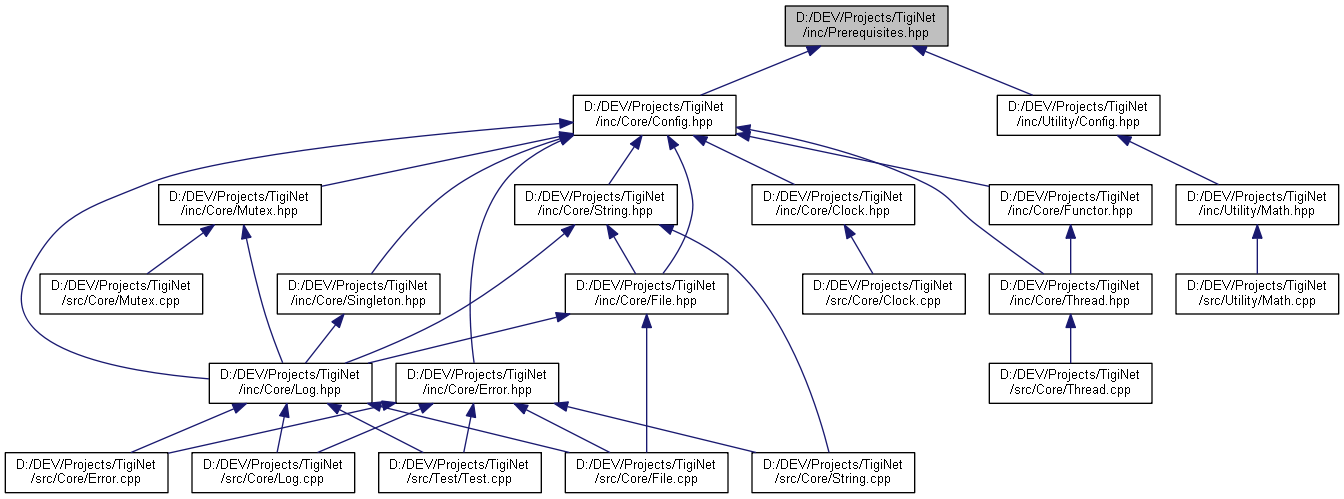 D:/DEV/Projects/TigiNet
/inc/Prerequisites.hpp
D:/DEV/Projects/TigiNet
/inc/Core/Config.hpp
D:/DEV/Projects/TigiNet
/inc/Utility/Config.hpp
D:/DEV/Projects/TigiNet
/inc/Core/Mutex.hpp
D:/DEV/Projects/TigiNet
/inc/Core/String.hpp
D:/DEV/Projects/TigiNet
/inc/Core/Clock.hpp
D:/DEV/Projects/TigiNet
/inc/Core/Functor.hpp
D:/DEV/Projects/TigiNet
/inc/Utility/Math.hpp
D:/DEV/Projects/TigiNet
/src/Core/Mutex.cpp
D:/DEV/Projects/TigiNet
/inc/Core/Singleton.hpp
D:/DEV/Projects/TigiNet
/inc/Core/File.hpp
D:/DEV/Projects/TigiNet
/src/Core/Clock.cpp
D:/DEV/Projects/TigiNet
/inc/Core/Thread.hpp
D:/DEV/Projects/TigiNet
/src/Utility/Math.cpp
D:/DEV/Projects/TigiNet
/inc/Core/Log.hpp
D:/DEV/Projects/TigiNet
/inc/Core/Error.hpp
D:/DEV/Projects/TigiNet
/src/Core/Thread.cpp
D:/DEV/Projects/TigiNet
/src/Core/Error.cpp
D:/DEV/Projects/TigiNet
/src/Core/Log.cpp
D:/DEV/Projects/TigiNet
/src/Test/Test.cpp
D:/DEV/Projects/TigiNet
/src/Core/File.cpp
D:/DEV/Projects/TigiNet
/src/Core/String.cpp